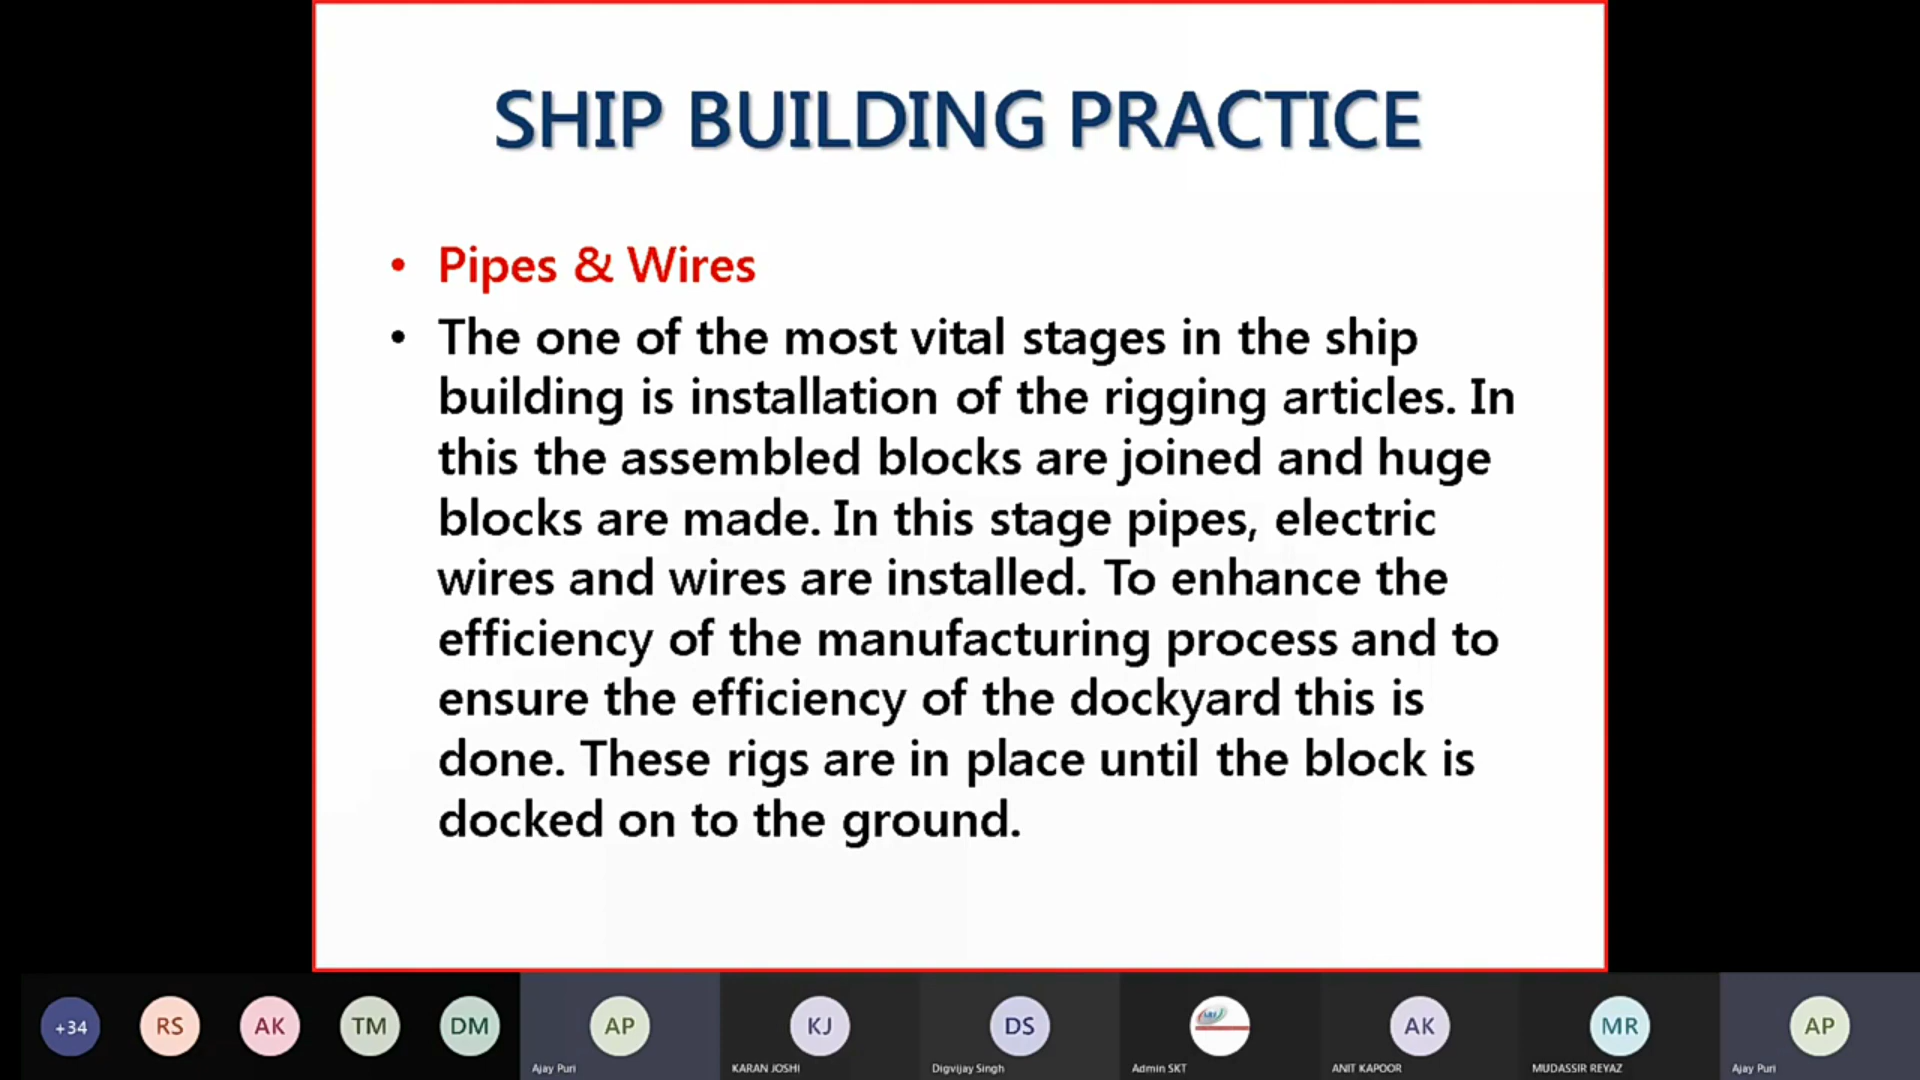 SHIP BUILDING PRACTICE
• Pipes & Wires
• The one of the most vital stages in the ship
building is installation of the rigging articles. In
this the assembled blocks are joined and huge
blocks are made. In this stage pipes, electric
wires and wires are installed. To enhance the
efficiency of the manufacturing process and to
ensure the efficiency of the dockyard this is
done. These rigs are in place until the block is
docked on to the ground.
+34 RS AK TM DM AP KJ DS AK MR AP
Ajay Puri KARAN JOSHI Digvijay Singh Admin SKT ANIT KAPOOR MUDASSIR REYAZ Ajay Puri